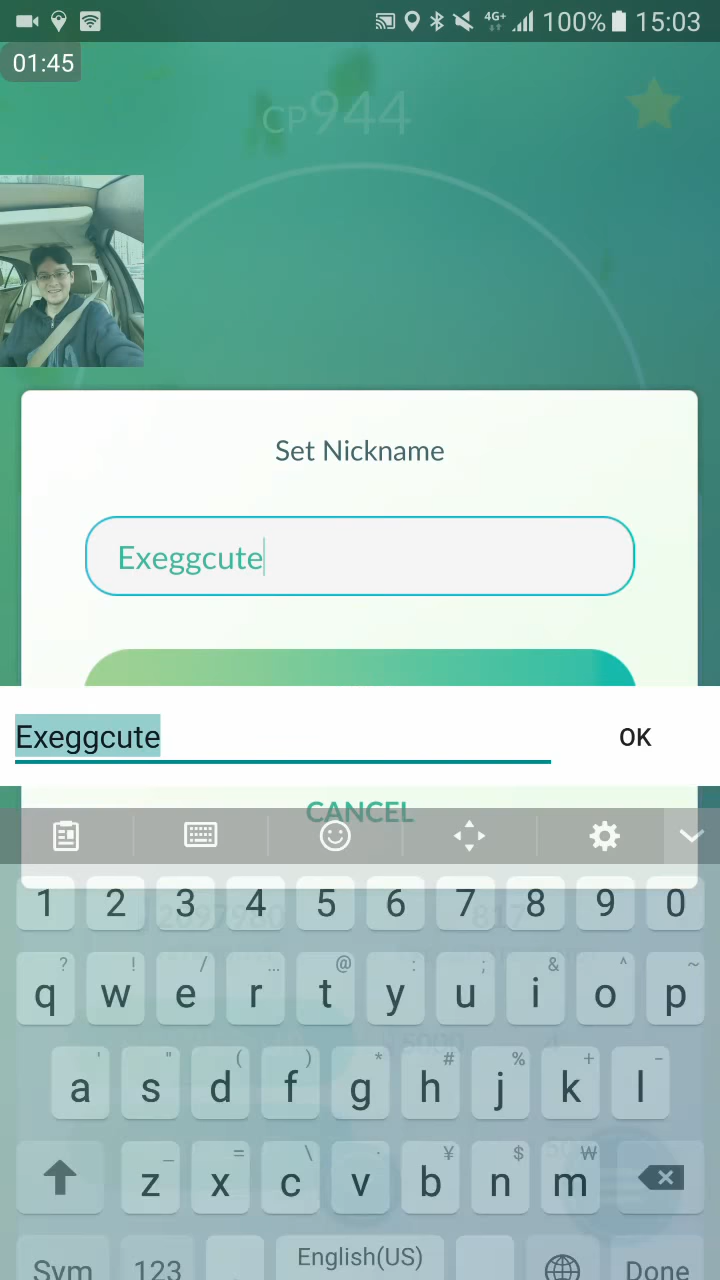 4G+ 100% 15:03
01:45
CP944
Set Nickname
Exeggcute
Exeggcute OK
CANCEL
1 2 3 4 5 6 7 8 9 0
? ! / ... @ : ; & ^ ~
q w e r t y u i o p
' " ( ) * # % + -
a s d f g h j k l
_ = \ · ¥ $ ₩
z x c v b n m
Sym 123 English(US) Done